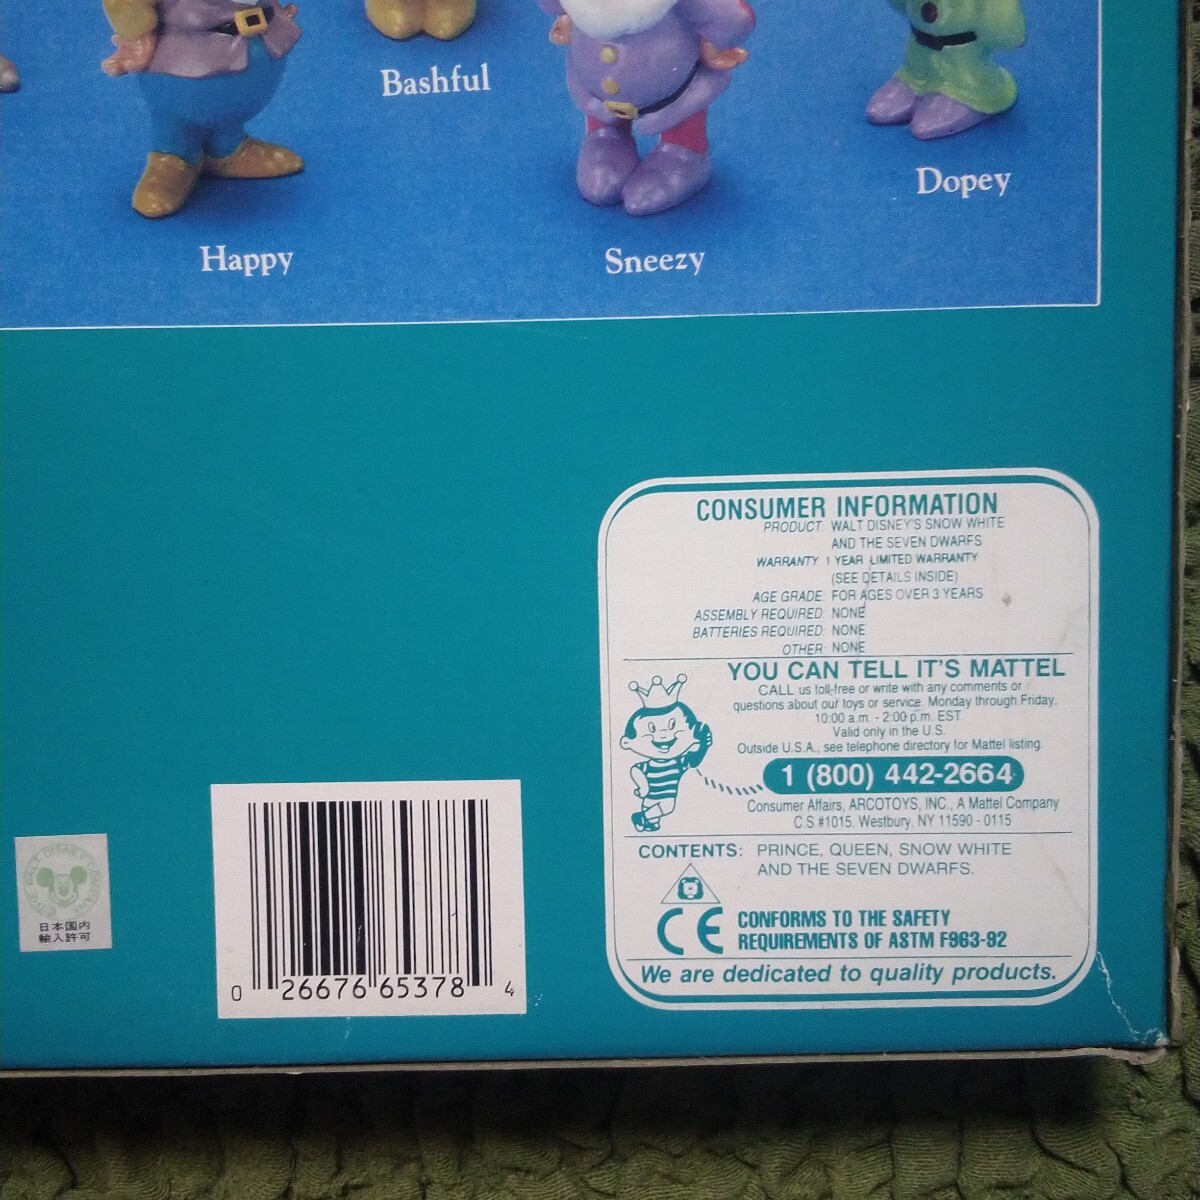 Bashful
Dopey
Happy
Sneezy
CONSUMER INFORMATION
PRODUCT: WALT DISNEY'S SNOW WHITE
AND THE SEVEN DWARFS
WARRANTY 1 YEAR LIMITED WARRANTY
(SEE DETAILS INSIDE)
AGE GRADE: FOR AGES OVER 3 YEARS
ASSEMBLY REQUIRED: NONE
BATTERIES REQUIRED: NONE
OTHER: NONE
YOU CAN TELL IT'S MATTEL
CALL us toll-free or write with any comments or
questions about our toys or service. Monday through Friday,
10:00 a.m. - 2:00 p.m. EST.
Valid only in the U.S.
Outside U.S.A., see telephone directory for Mattel listing.
1 (800) 442-2664
Consumer Affairs, ARCOTOYS, INC., A Mattel Company
C.S.#1015, Westbury, NY 11590 - 0115
CONTENTS: PRINCE, QUEEN, SNOW WHITE
AND THE SEVEN DWARFS.
CE CONFORMS TO THE SAFETY
REQUIREMENTS OF ASTM F963-92
We are dedicated to quality products.
0 26676 65378 4
THE WALT DISNEY COMPANY
日本国内
輸入許可